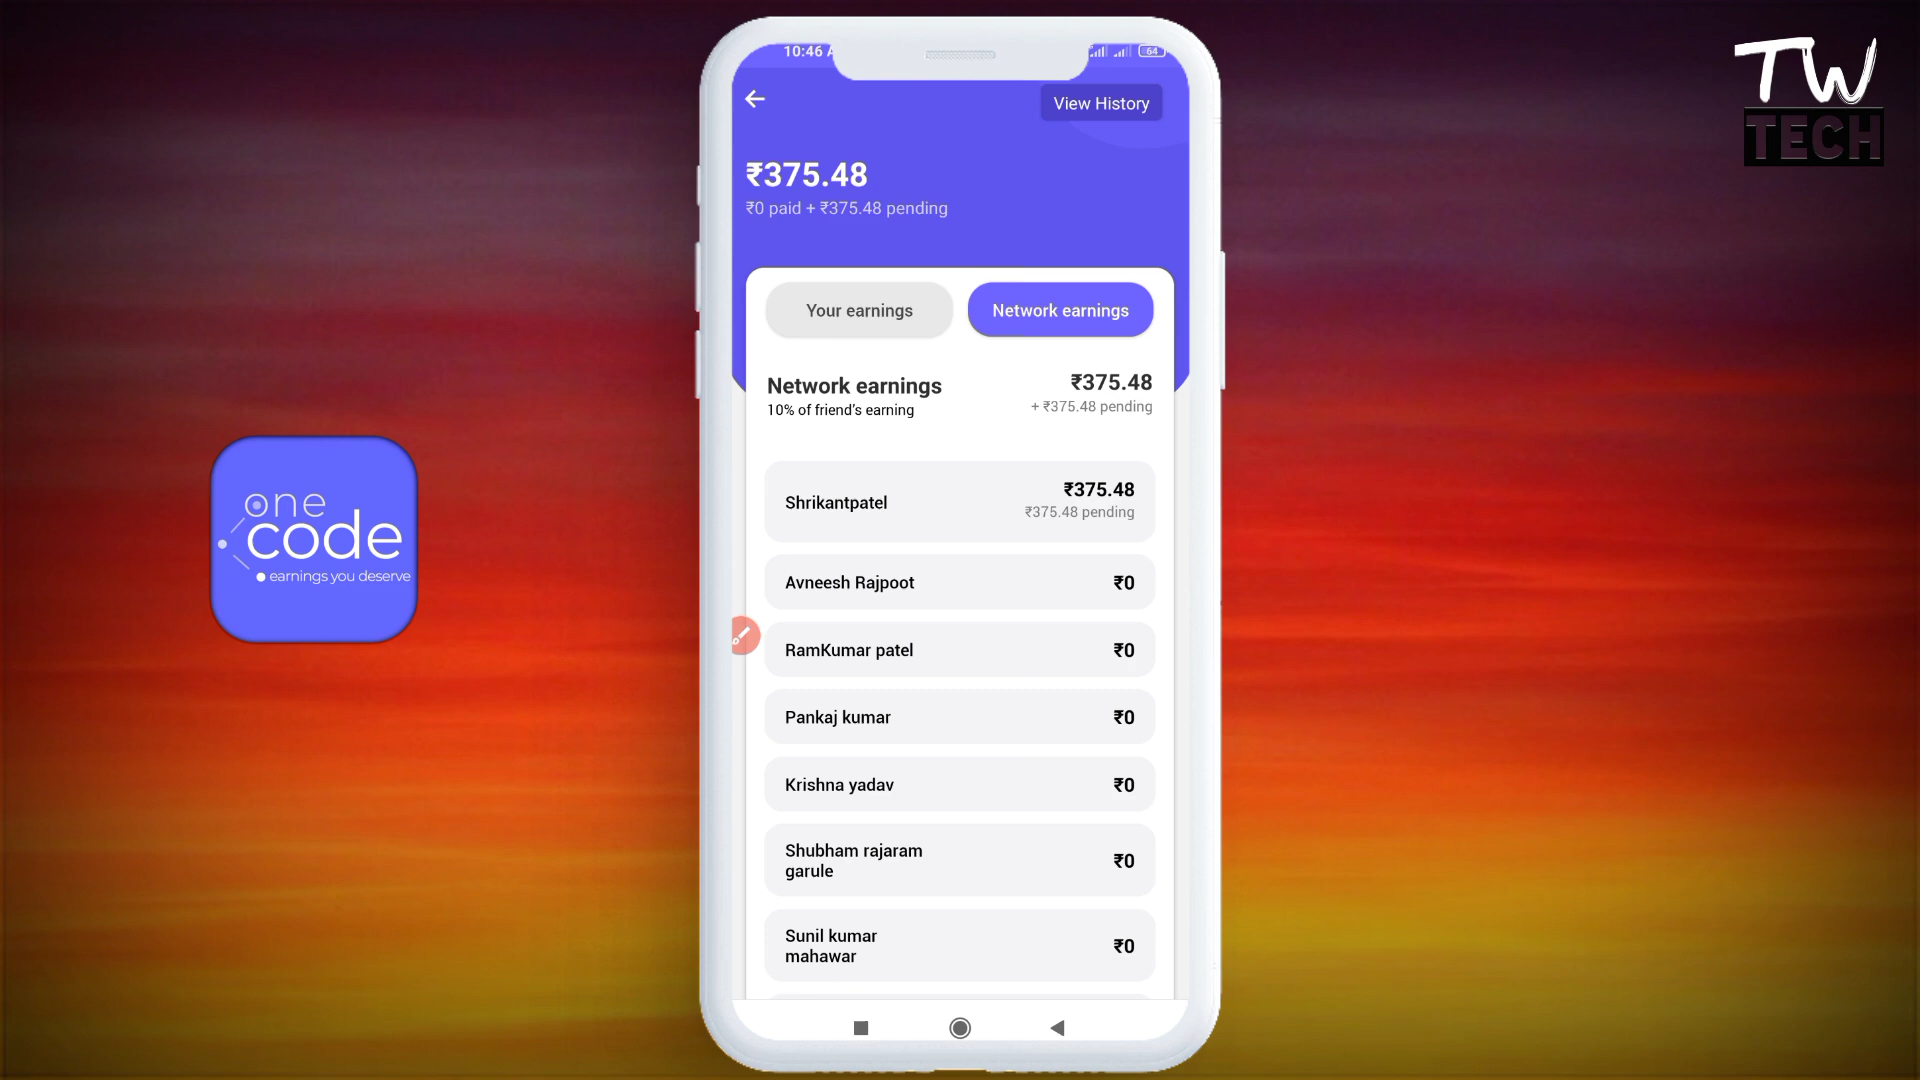 10:46
64
View History
₹375.48
₹0 paid + ₹375.48 pending
Your earnings
Network earnings
Network earnings
₹375.48
10% of friend's earning
+ ₹375.48 pending
Shrikantpatel
₹375.48
₹375.48 pending
Avneesh Rajpoot
₹0
RamKumar patel
₹0
Pankaj kumar
₹0
Krishna yadav
₹0
Shubham rajaram
garule
₹0
Sunil kumar
mahawar
₹0
one
code
earnings you deserve
TW
TECH